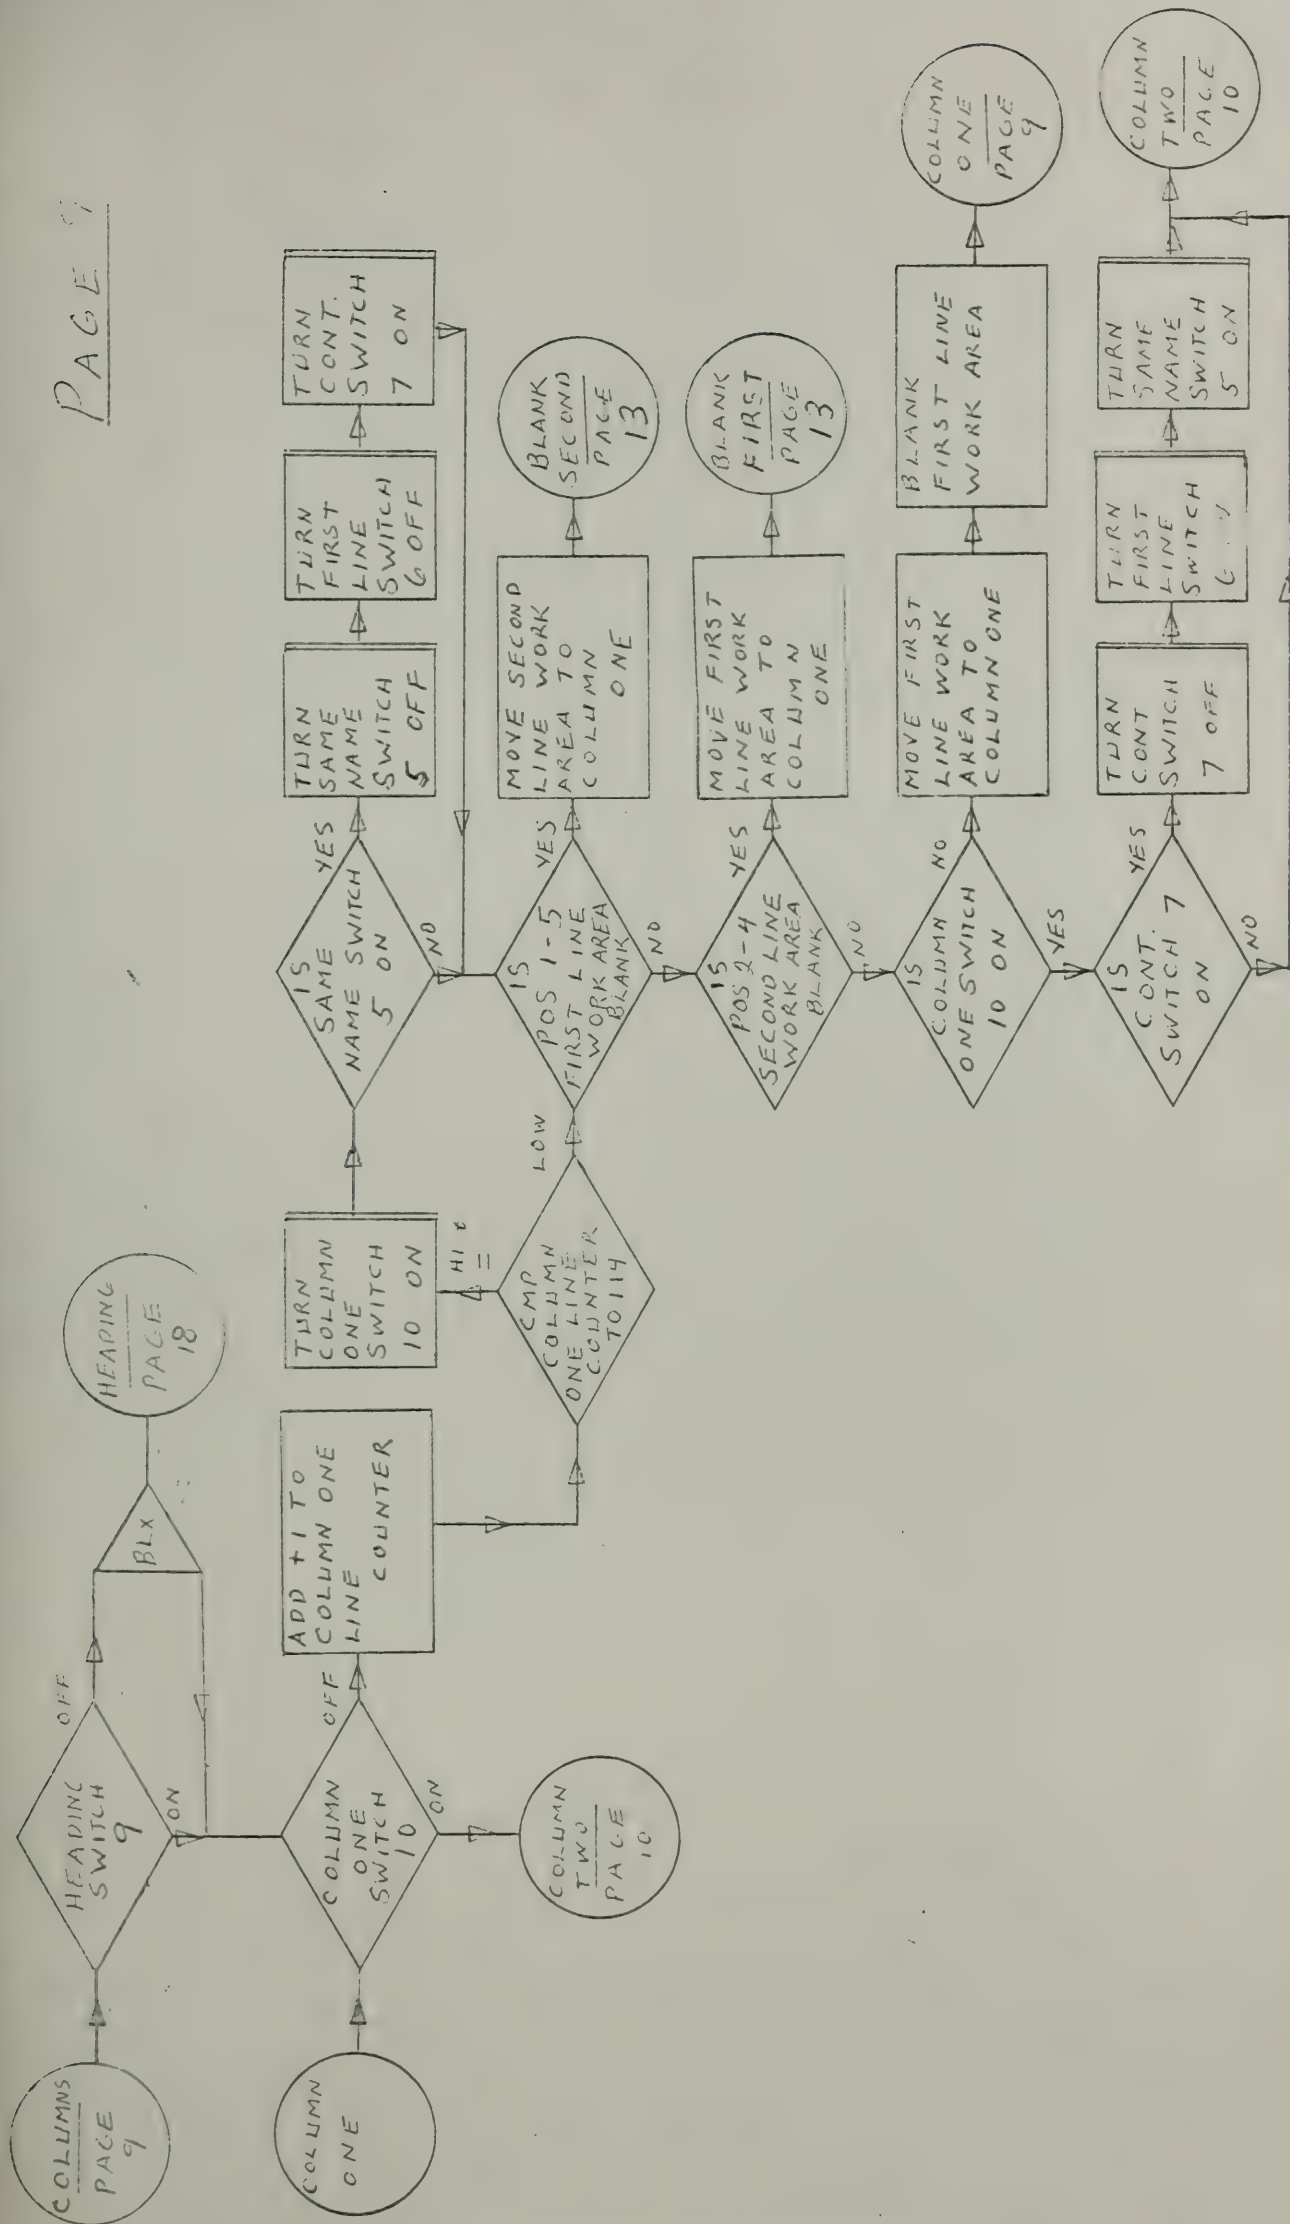 PAGE 9
COLUMNS
PAGE
9
HEADING
SWITCH
9
OFF
ON
BLX
HEADING
PAGE
18
COLUMN
ONE
COLUMN
ONE
SWITCH
10
OFF
ON
COLUMN
TWO
PAGE
10
ADD +1 TO
COLUMN ONE
LINE
COUNTER
CMP
COLUMN
ONE LINE
COUNTER
TO 114
HI &
=
LOW
TURN
COLUMN
ONE
SWITCH
10 ON
IS
SAME
NAME SWITCH
5 ON
YES
NO
TURN
SAME
NAME
SWITCH
5 OFF
TURN
FIRST
LINE
SWITCH
6 OFF
TURN
CONT.
SWITCH
7 ON
IS
POS 1-5
FIRST LINE
WORK AREA
BLANK
YES
NO
MOVE SECOND
LINE WORK
AREA TO
COLUMN
ONE
BLANK
SECOND
PAGE
13
IS
POS 2-4
SECOND LINE
WORK AREA
BLANK
YES
NO
MOVE FIRST
LINE WORK
AREA TO
COLUMN
ONE
BLANK
FIRST
PAGE
13
IS
COLUMN
ONE SWITCH
10 ON
NO
YES
MOVE FIRST
LINE WORK
AREA TO
COLUMN ONE
BLANK
FIRST LINE
WORK AREA
COLUMN
ONE
PAGE
9
IS
CONT.
SWITCH 7
ON
YES
NO
TURN
CONT
SWITCH
7 OFF
TURN
FIRST
LINE
SWITCH
6
TURN
SAME
NAME
SWITCH
5 ON
COLUMN
TWO
PAGE
10